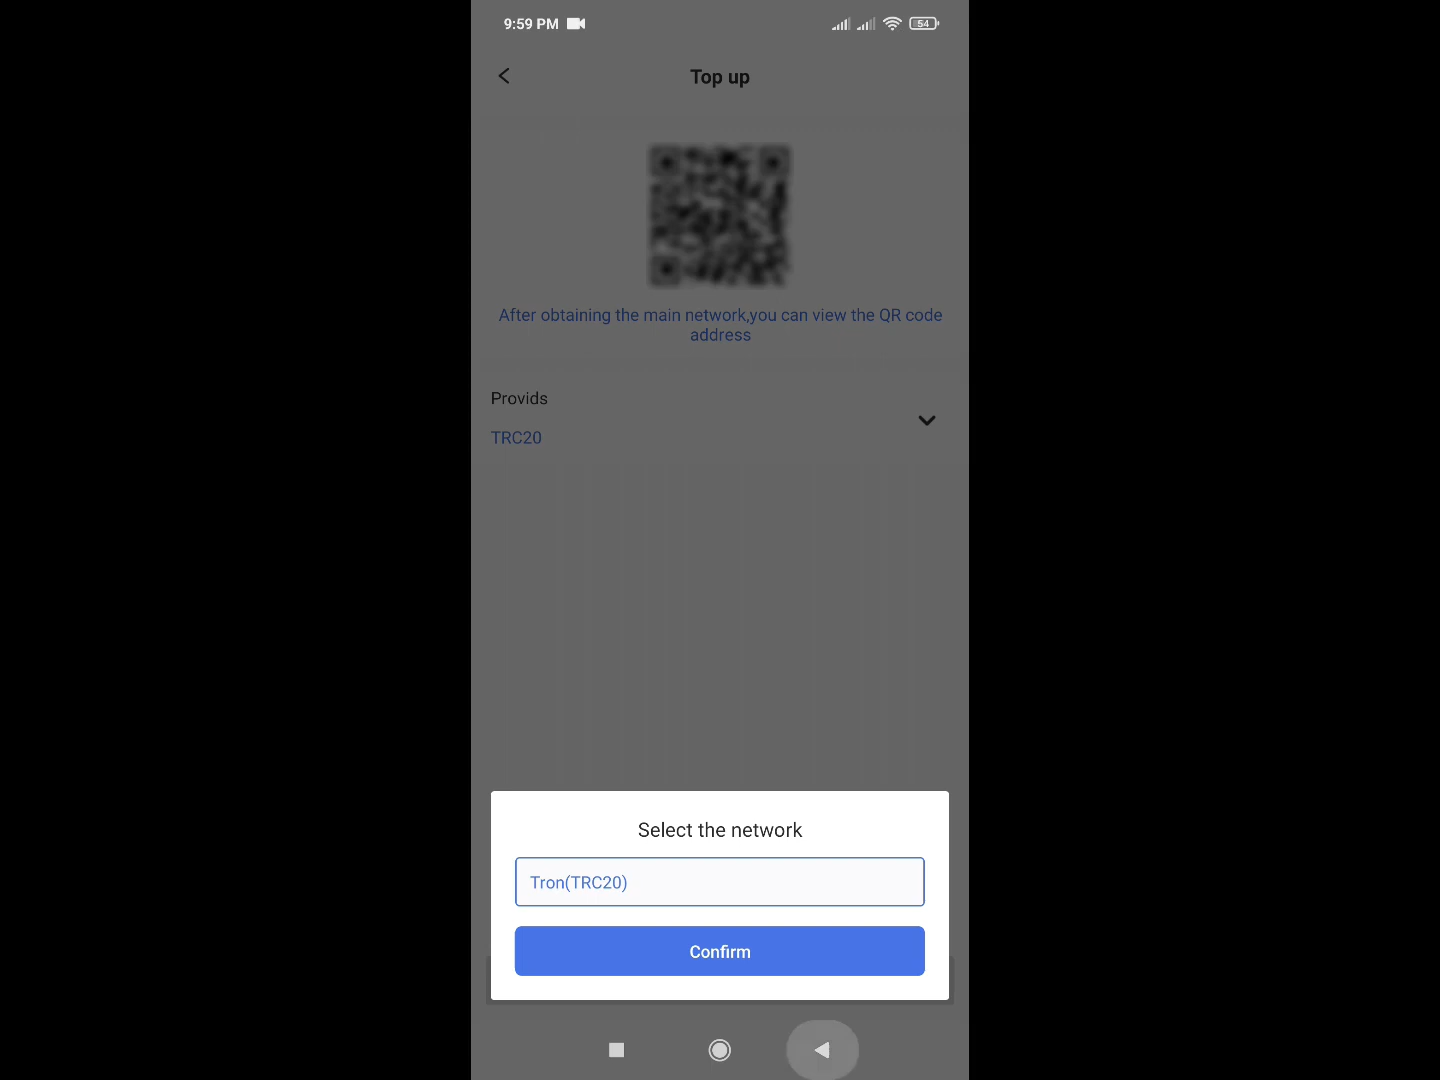 9:59 PM
54
Top up
After obtaining the main network,you can view the QR code
address
Provids
TRC20
Select the network
Tron(TRC20)
Confirm